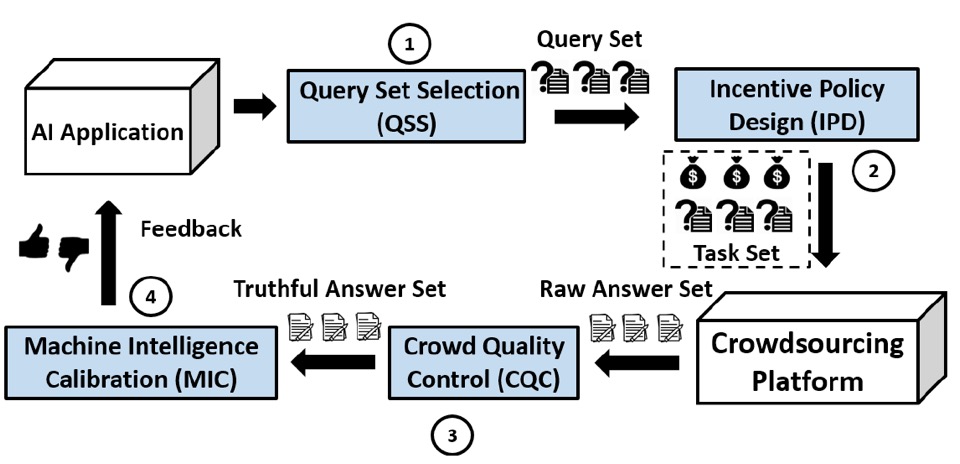 1
Query Set
Query Set Selection
(QSS)
Incentive Policy
Design (IPD)
AI Application
2
$ $ $
? ? ?
Task Set
Feedback
4
Truthful Answer Set
Raw Answer Set
Machine Intelligence
Calibration (MIC)
Crowd Quality
Control (CQC)
Crowdsourcing
Platform
3